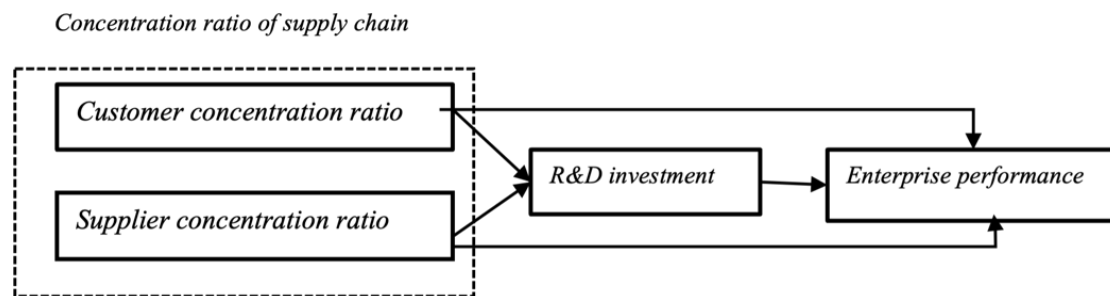 Concentration ratio of supply chain
Customer concentration ratio
R&D investment
Enterprise performance
Supplier concentration ratio